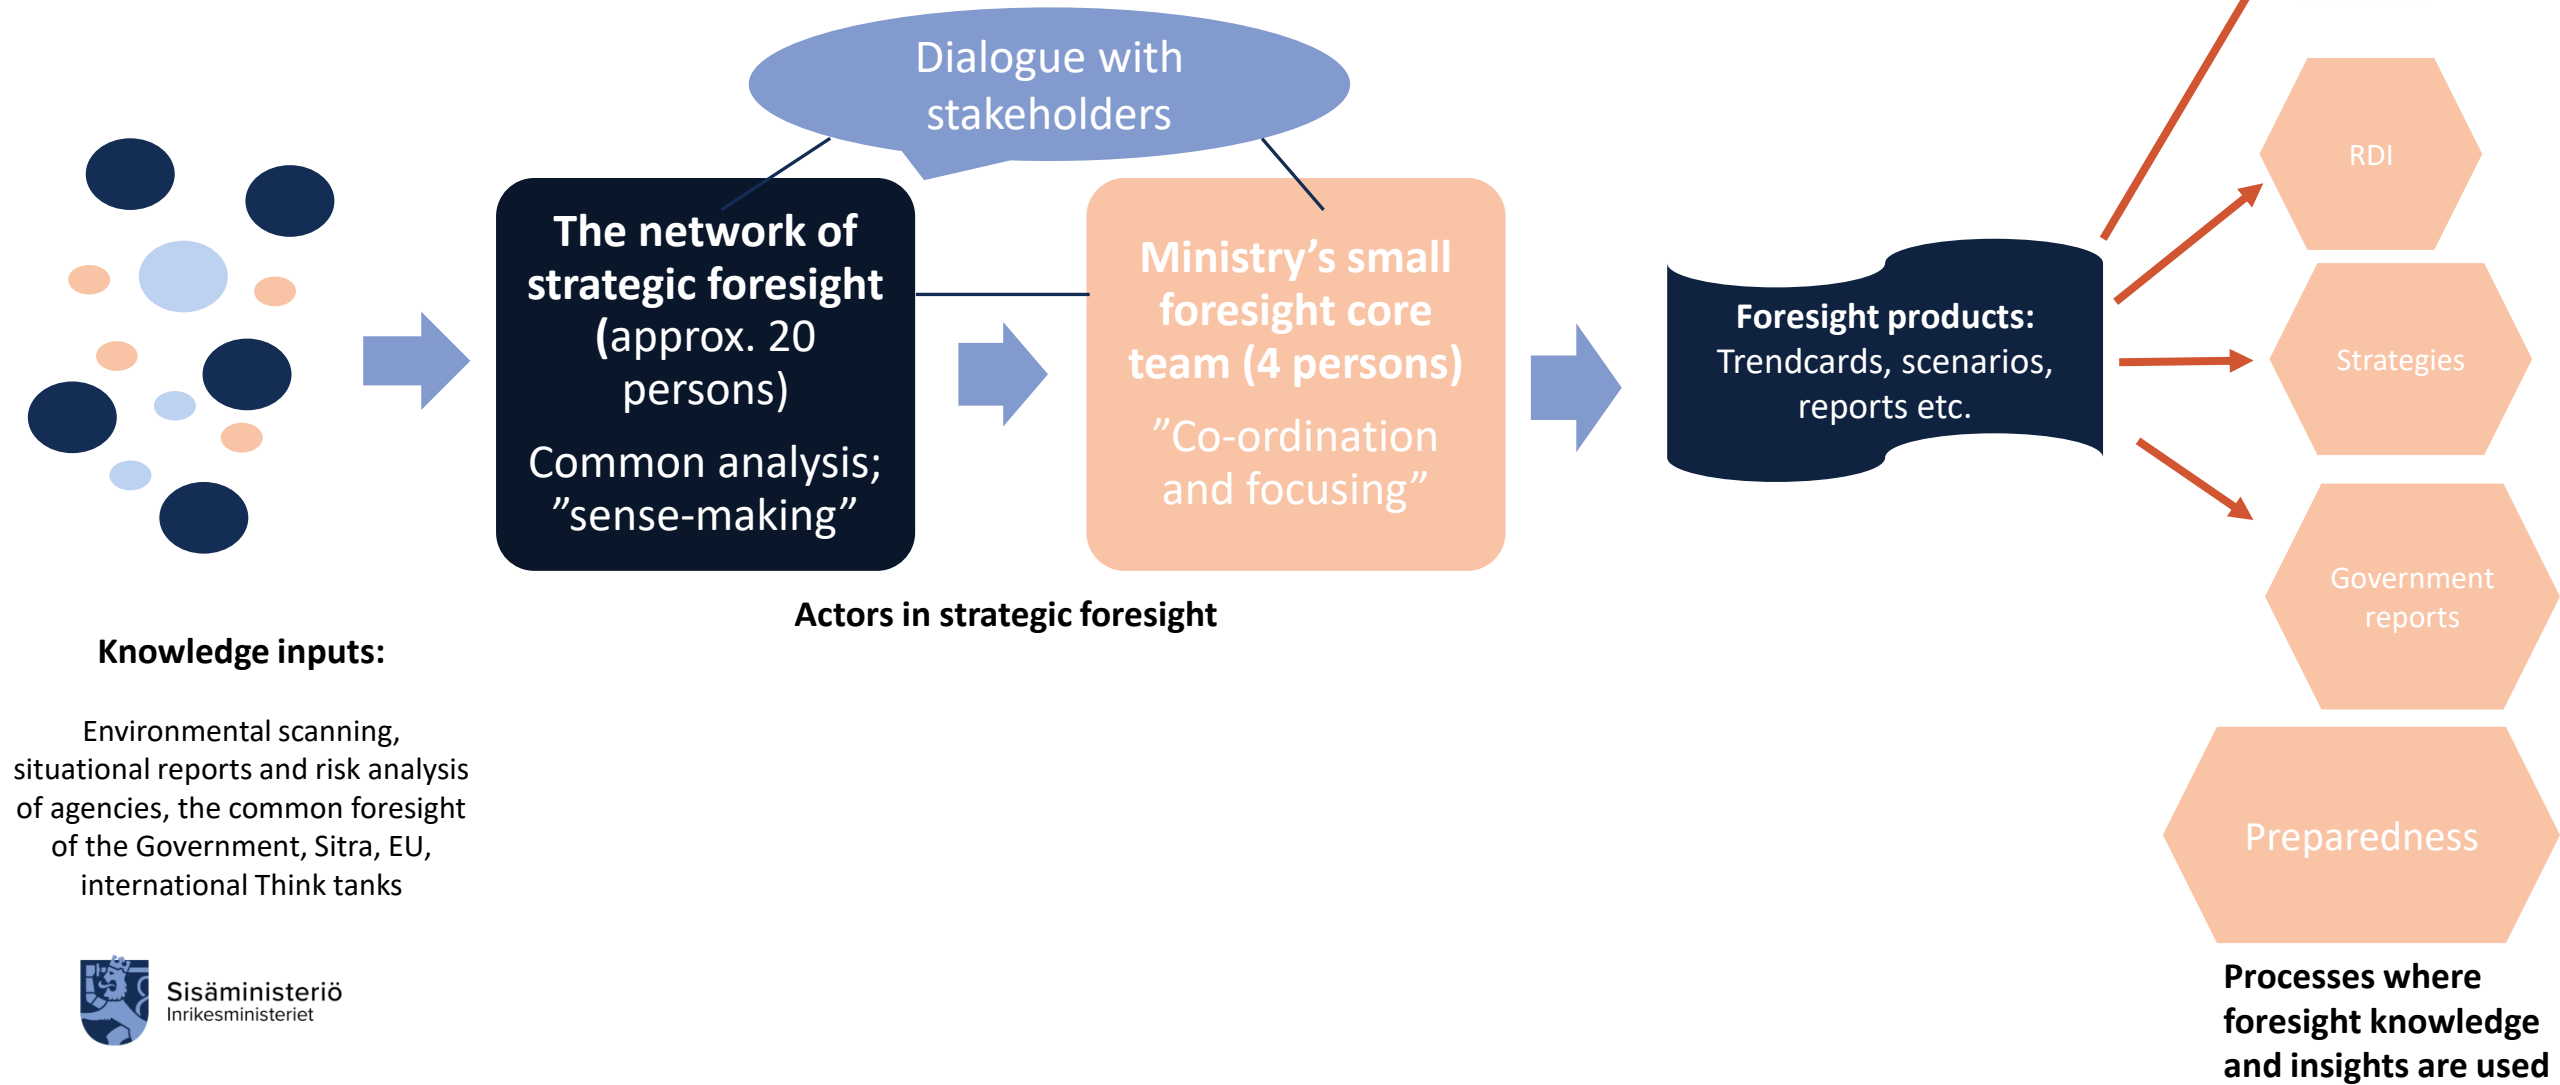 Dialogue with
stakeholders
The network of
strategic foresight
(approx. 20
persons)
Common analysis;
”sense-making”
Ministry’s small
foresight core
team (4 persons)
”Co-ordination
and focusing”
Actors in strategic foresight
Knowledge inputs:
Environmental scanning,
situational reports and risk analysis
of agencies, the common foresight
of the Government, Sitra, EU,
international Think tanks
Foresight products:
Trendcards, scenarios,
reports etc.
RDI
Strategies
Government
reports
Preparedness
Processes where
foresight knowledge
and insights are used
Sisäministeriö
Inrikesministeriet